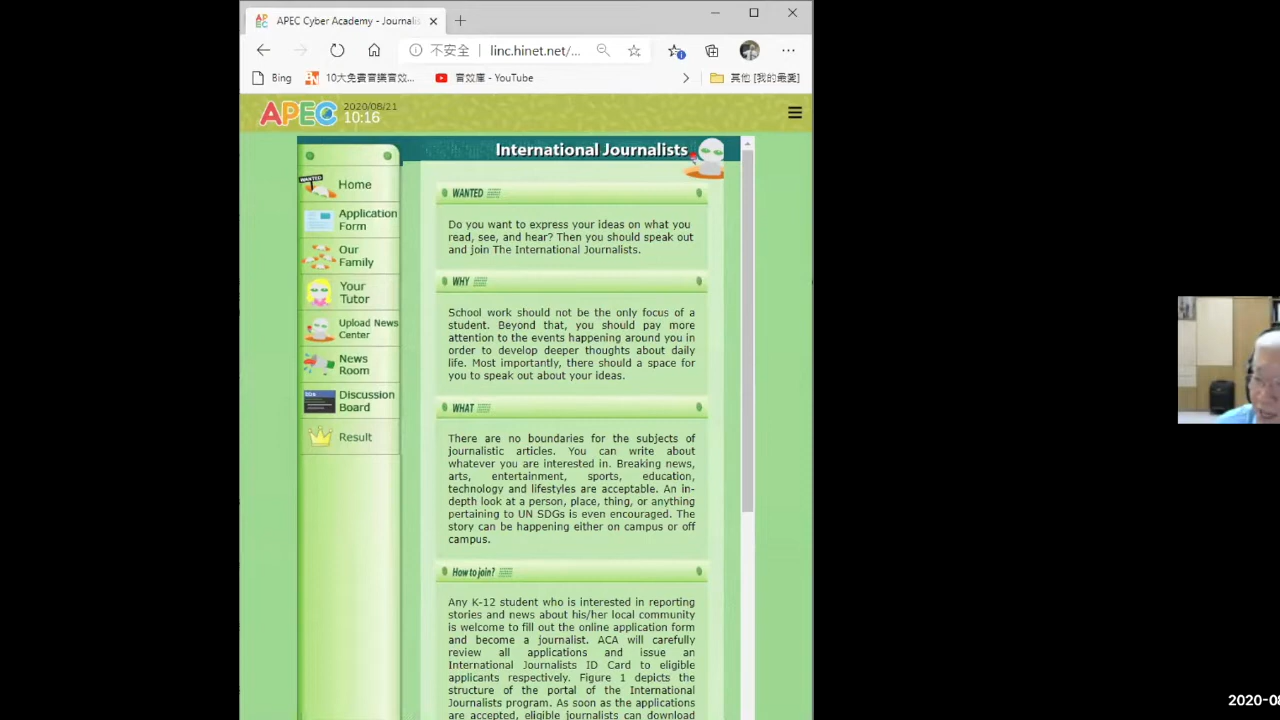 APEC Cyber Academy - Journalis
不安全
linc.hinet.net/...
Bing
10大免費音樂音效...
音效庫 - YouTube
其他 [我的最愛]
APEC
2020/08/21
10:16
International Journalists
WANTED
Home
Application
Form
Our
Family
Your
Tutor
Upload News
Center
News
Room
Discussion
Board
Result
WANTED
Do you want to express your ideas on what you
read, see, and hear? Then you should speak out
and join The International Journalists.
WHY
School work should not be the only focus of a
student. Beyond that, you should pay more
attention to the events happening around you in
order to develop deeper thoughts about daily
life. Most importantly, there should a space for
you to speak out about your ideas.
WHAT
There are no boundaries for the subjects of
journalistic articles. You can write about
whatever you are interested in. Breaking news,
arts, entertainment, sports, education,
technology and lifestyles are acceptable. An in-
depth look at a person, place, thing, or anything
pertaining to UN SDGs is even encouraged. The
story can be happening either on campus or off
campus.
How to join?
Any K-12 student who is interested in reporting
stories and news about his/her local community
is welcome to fill out the online application form
and become a journalist. ACA will carefully
review all applications and issue an
International Journalists ID Card to eligible
applicants respectively. Figure 1 depicts the
structure of the portal of the International
Journalists program. As soon as the applications
are accepted, eligible journalists can download
2020-08